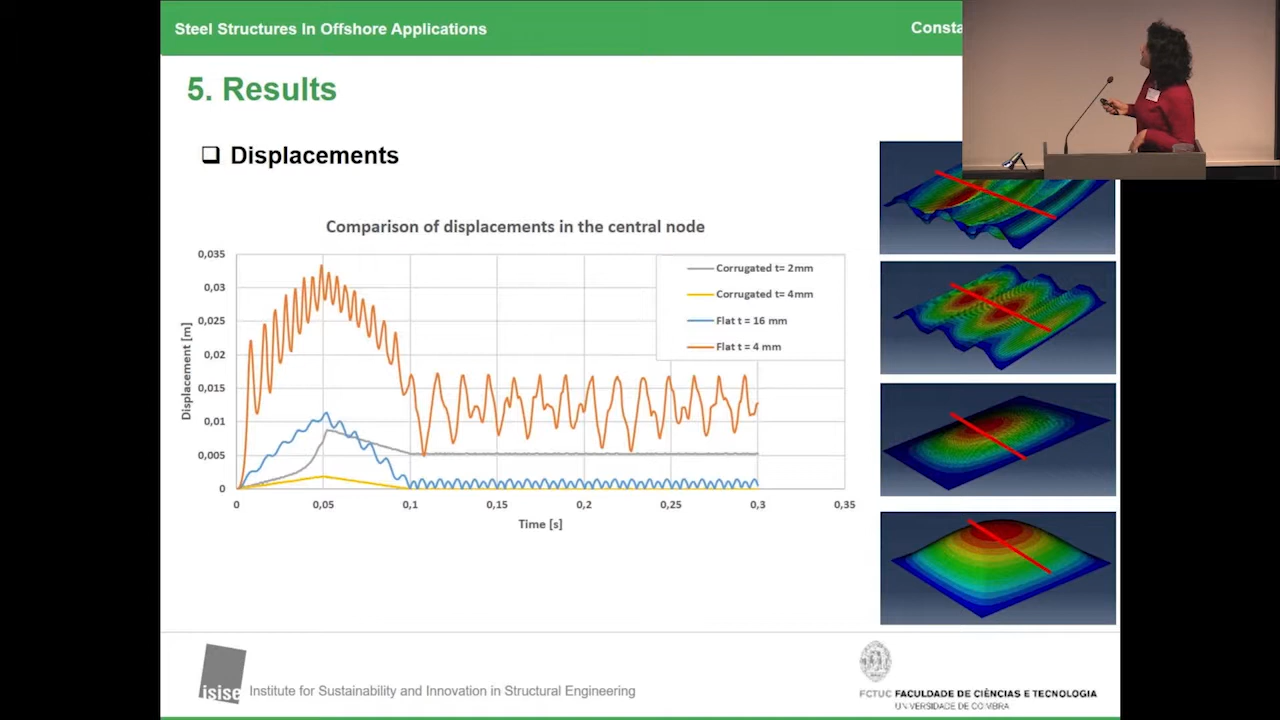 Steel Structures In Offshore Applications
Consta
5. Results
Displacements
Comparison of displacements in the central node
0,035
0,03
0,025
0,02
0,015
0,01
0,005
0
Displacement [m]
Corrugated t= 2mm
Corrugated t= 4mm
Flat t = 16 mm
Flat t = 4 mm
0 0,05 0,1 0,15 0,2 0,25 0,3 0,35
Time [s]
isise Institute for Sustainability and Innovation in Structural Engineering
FCTUC FACULDADE DE CIÊNCIAS E TECNOLOGIA
UNIVERSIDADE DE COIMBRA